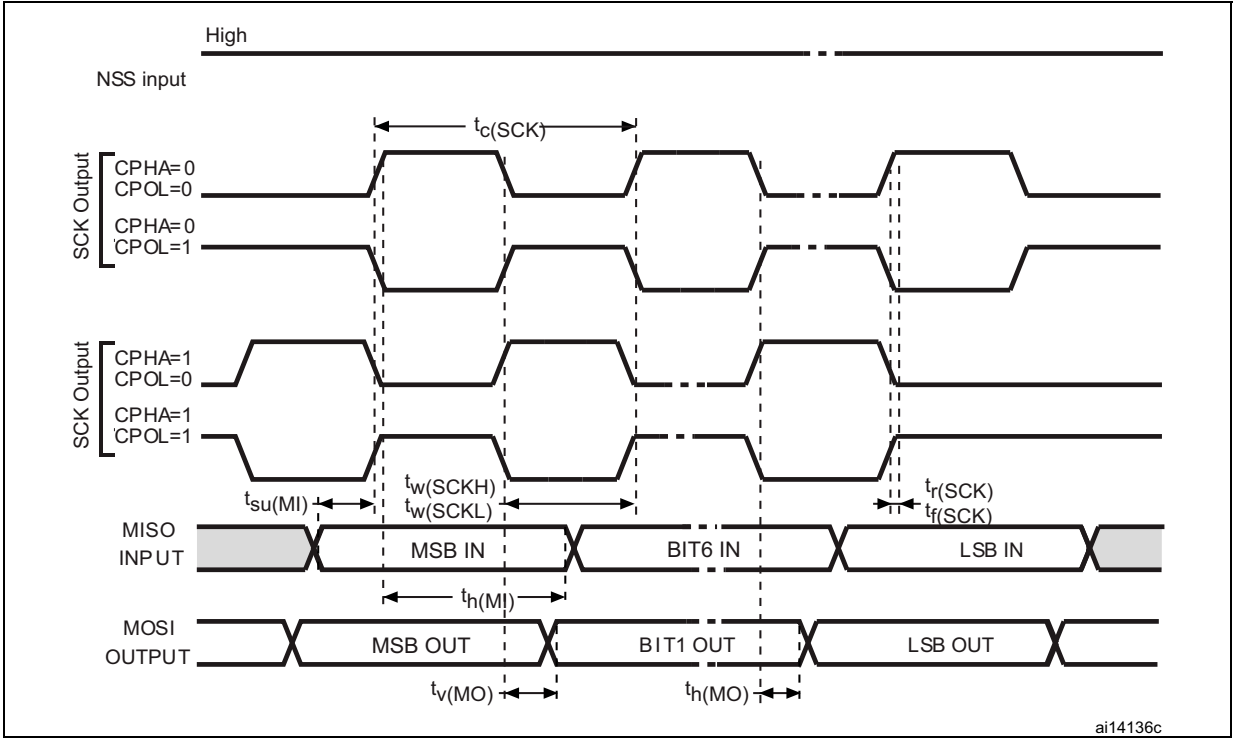 High
NSS input
tc(SCK)
SCK Output
CPHA=0
CPOL=0
CPHA=0
CPOL=1
SCK Output
CPHA=1
CPOL=0
CPHA=1
CPOL=1
tsu(MI)
tw(SCKH)
tw(SCKL)
tr(SCK)
tf(SCK)
MISO
INPUT
MSB IN
BIT6 IN
LSB IN
th(MI)
MOSI
OUTPUT
MSB OUT
BIT1 OUT
LSB OUT
tv(MO)
th(MO)
ai14136c